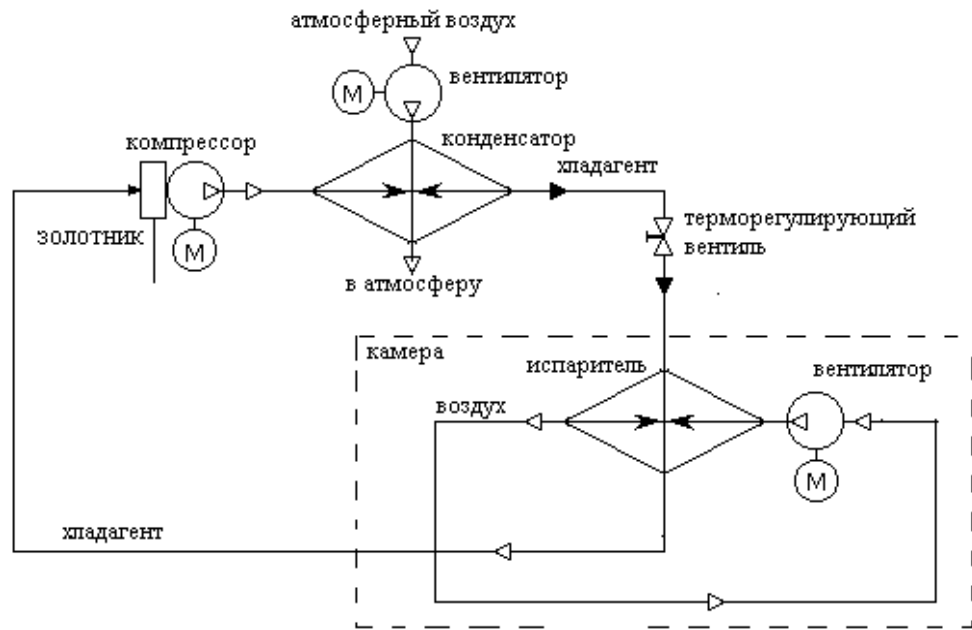 атмосферный воздух
М
вентилятор
компрессор
конденсатор
хладагент
золотник
М
терморегулирующий
вентиль
в атмосферу
камера
испаритель
вентилятор
воздух
М
хладагент